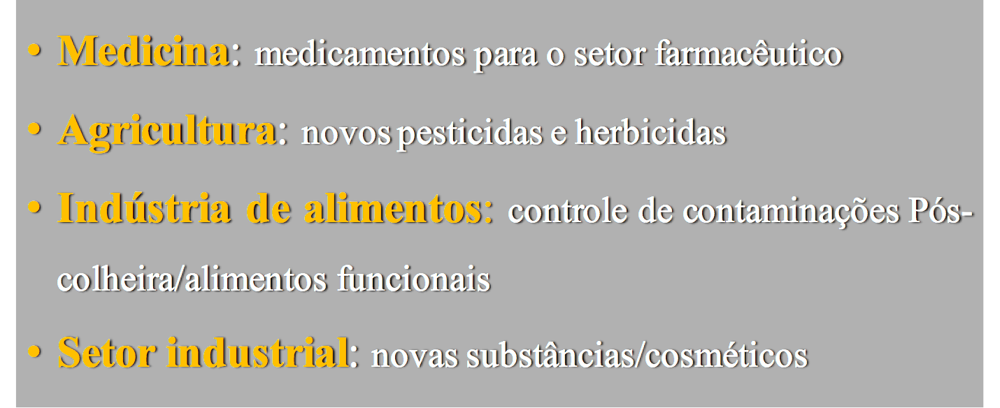 • Medicina: medicamentos para o setor farmacêutico
• Agricultura: novos pesticidas e herbicidas
• Indústria de alimentos: controle de contaminações Pós-
colheira/alimentos funcionais
• Setor industrial: novas substâncias/cosméticos